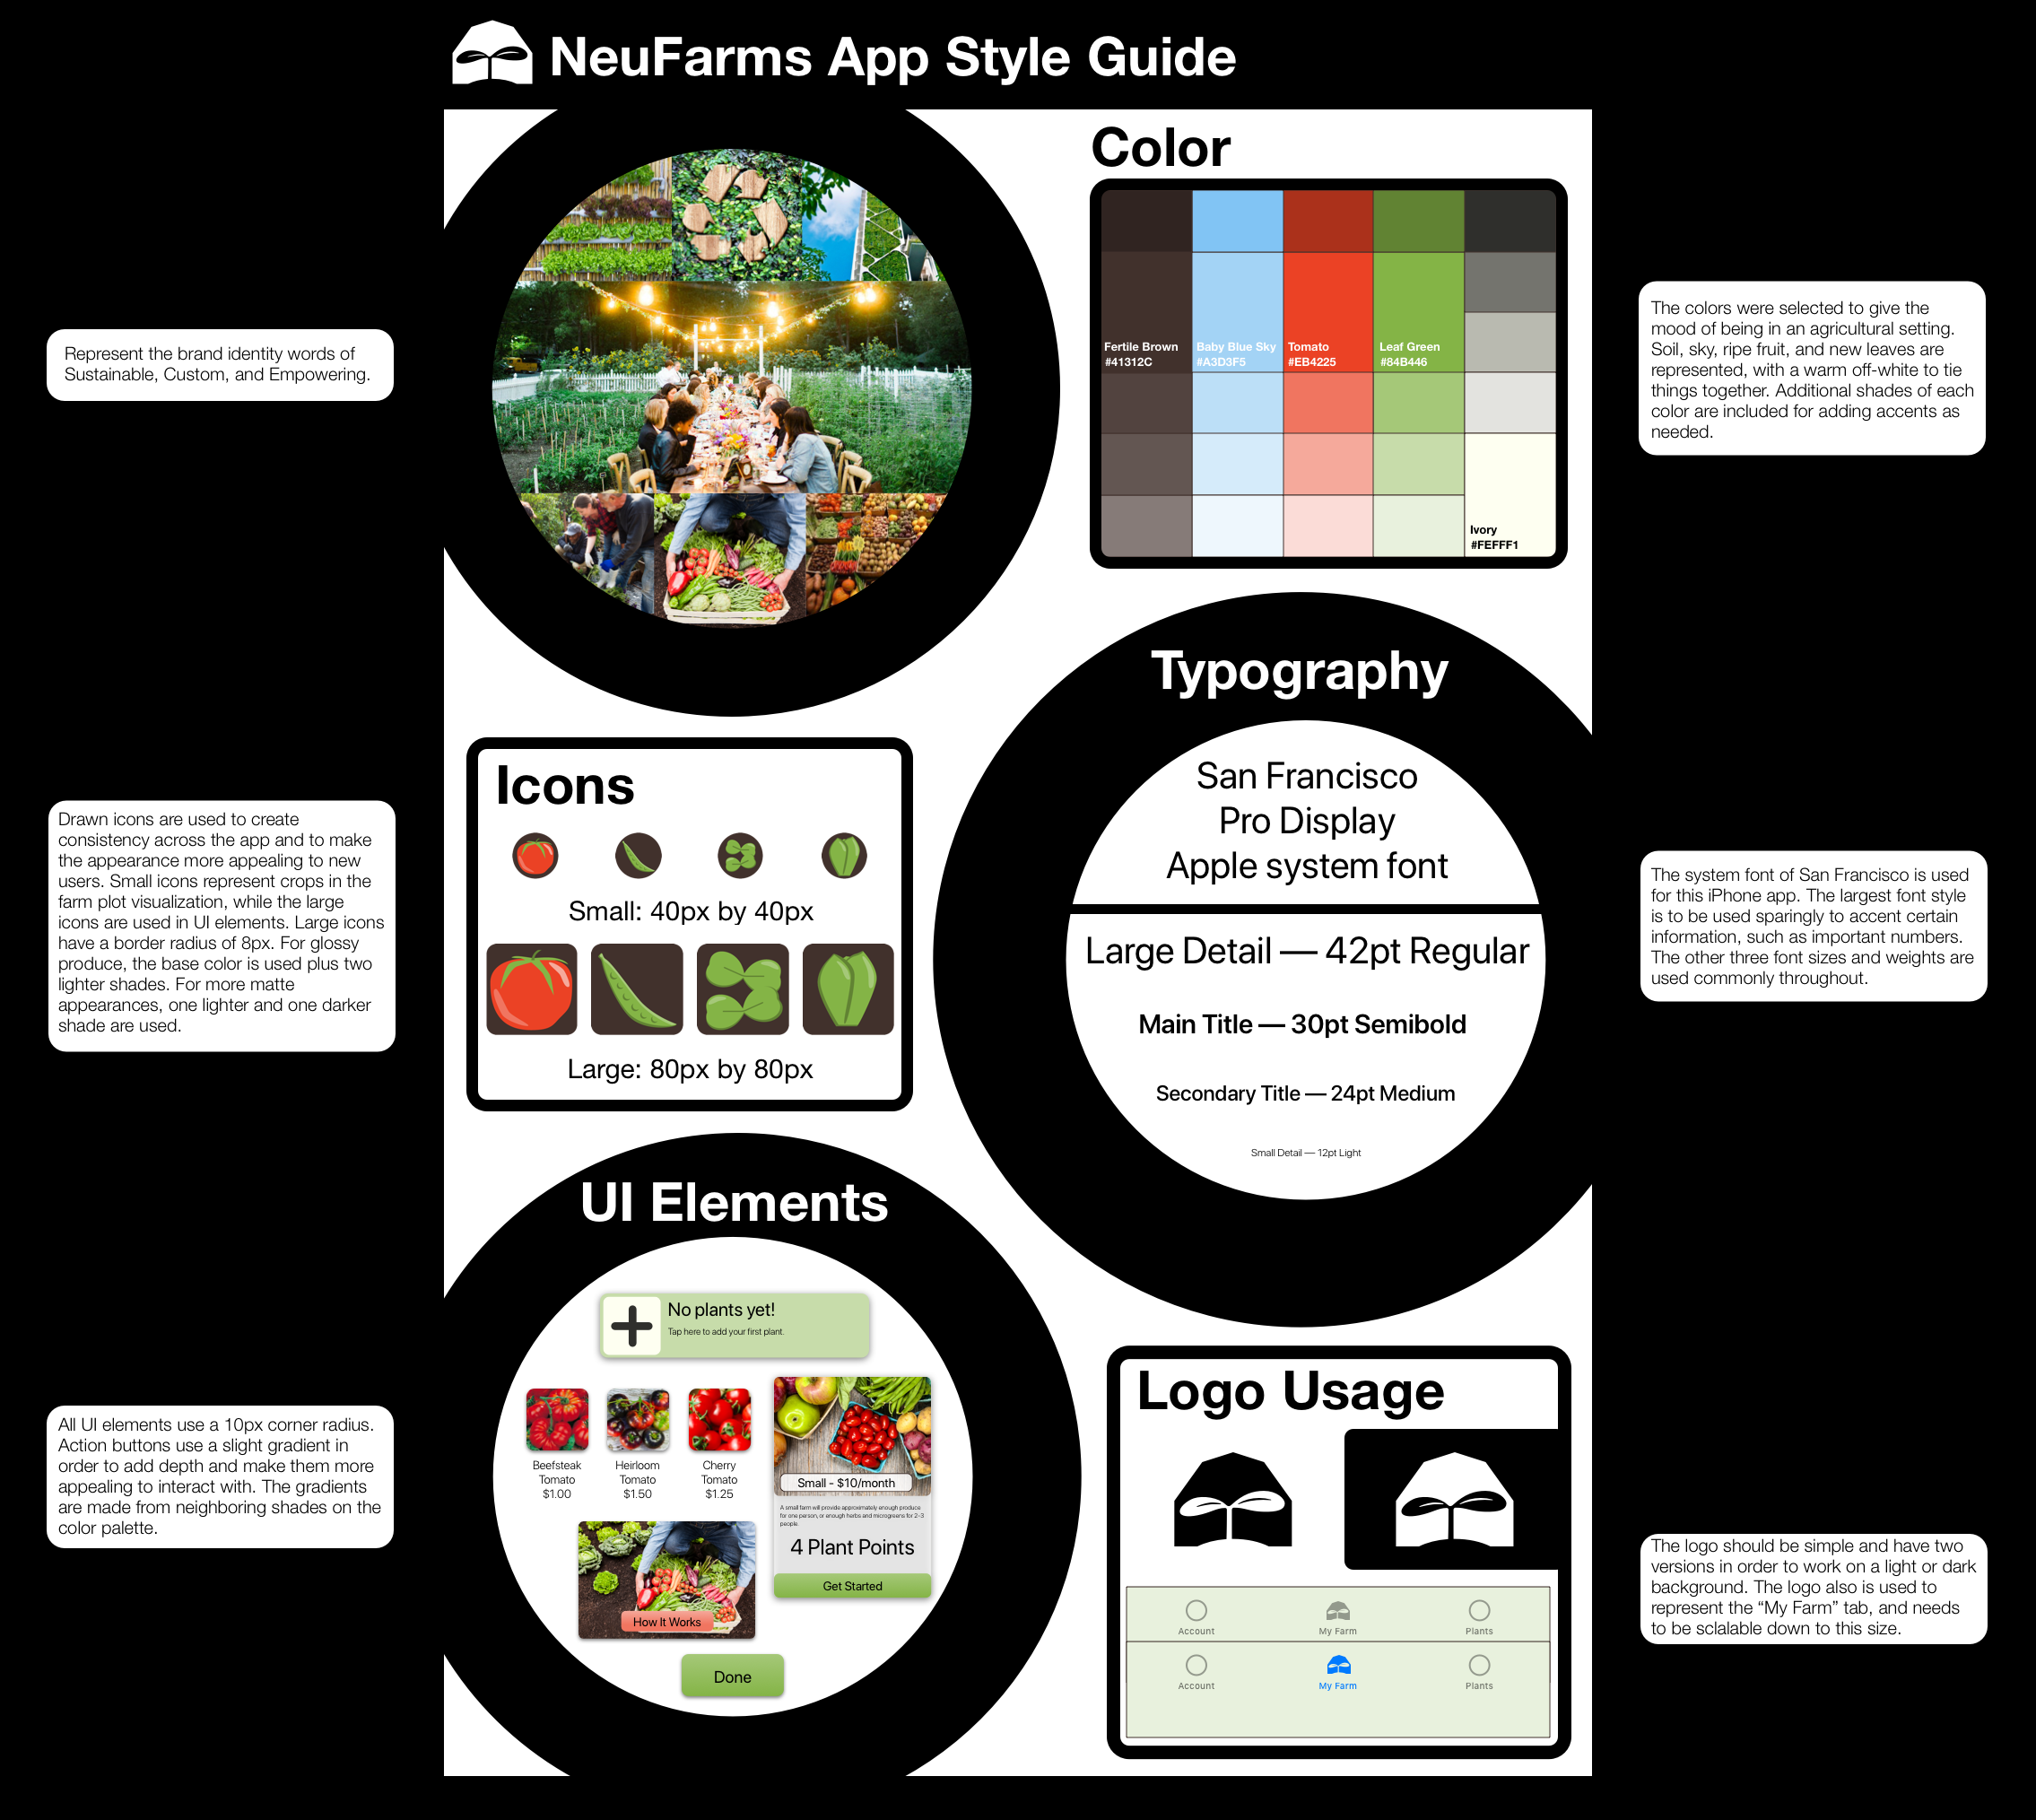 NeuFarms App Style Guide
Represent the brand identity words of
Sustainable, Custom, and Empowering.
Color
Fertile Brown
#41312C
Baby Blue Sky
#A3D3F5
Tomato
#EB4225
Leaf Green
#84B446
Ivory
#FEFFF1
The colors were selected to give the
mood of being in an agricultural setting.
Soil, sky, ripe fruit, and new leaves are
represented, with a warm off-white to tie
things together. Additional shades of each
color are included for adding accents as
needed.
Typography
San Francisco
Pro Display
Apple system font
Large Detail — 42pt Regular
Main Title — 30pt Semibold
Secondary Title — 24pt Medium
Small Detail — 12pt Light
The system font of San Francisco is used
for this iPhone app. The largest font style
is to be used sparingly to accent certain
information, such as important numbers.
The other three font sizes and weights are
used commonly throughout.
Drawn icons are used to create
consistency across the app and to make
the appearance more appealing to new
users. Small icons represent crops in the
farm plot visualization, while the large
icons are used in UI elements. Large icons
have a border radius of 8px. For glossy
produce, the base color is used plus two
lighter shades. For more matte
appearances, one lighter and one darker
shade are used.
Icons
Small: 40px by 40px
Large: 80px by 80px
UI Elements
No plants yet!
Tap here to add your first plant.
Beefsteak
Tomato
$1.00
Heirloom
Tomato
$1.50
Cherry
Tomato
$1.25
Small - $10/month
A small farm will provide approximately enough produce
for one person, or enough herbs and microgreens for 2-3
people
4 Plant Points
Get Started
How It Works
Done
All UI elements use a 10px corner radius.
Action buttons use a slight gradient in
order to add depth and make them more
appealing to interact with. The gradients
are made from neighboring shades on the
color palette.
Logo Usage
Account
My Farm
Plants
Account
My Farm
Plants
The logo should be simple and have two
versions in order to work on a light or dark
background. The logo also is used to
represent the “My Farm” tab, and needs
to be sclalable down to this size.